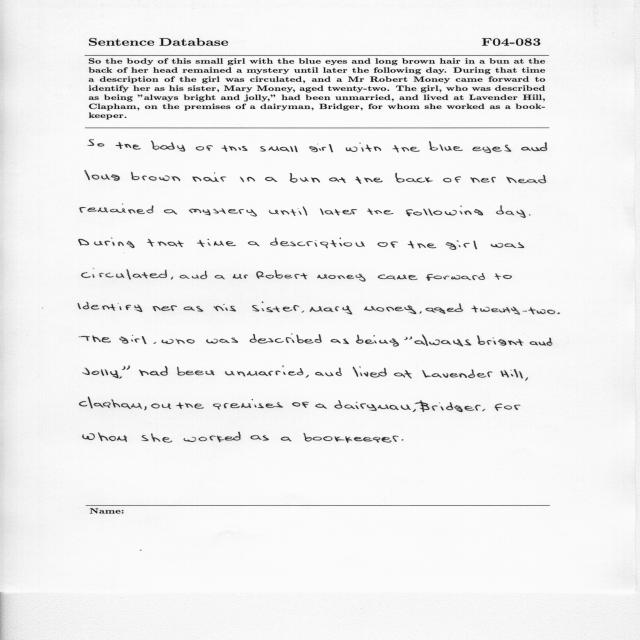 Sentence Database F04-083
So the body of this small girl with the blue eyes and long brown hair in a bun at the
back of her head remained a mystery until later the following day. During that time
a description of the girl was circulated, and a Mr Robert Money came forward to
identify her as his sister, Mary Money, aged twenty-two. The girl, who was described
as being "always bright and jolly," had been unmarried, and lived at Lavender Hill,
Clapham, on the premises of a dairyman, Bridger, for whom she worked as a book-
keeper.
So the body of this small girl with the blue eyes and
long brown hair in a bun at the back of her head
remained a mystery until later the following day.
During that time a description of the girl was
circulated, and a Mr Robert Money came forward to
identify her as his sister, Mary Money, aged twenty-two.
The girl, who was described as being "always bright and
jolly," had been unmarried, and lived at Lavender Hill,
Clapham, on the premises of a dairyman, Bridger, for
whom she worked as a bookkeeper.
Name: